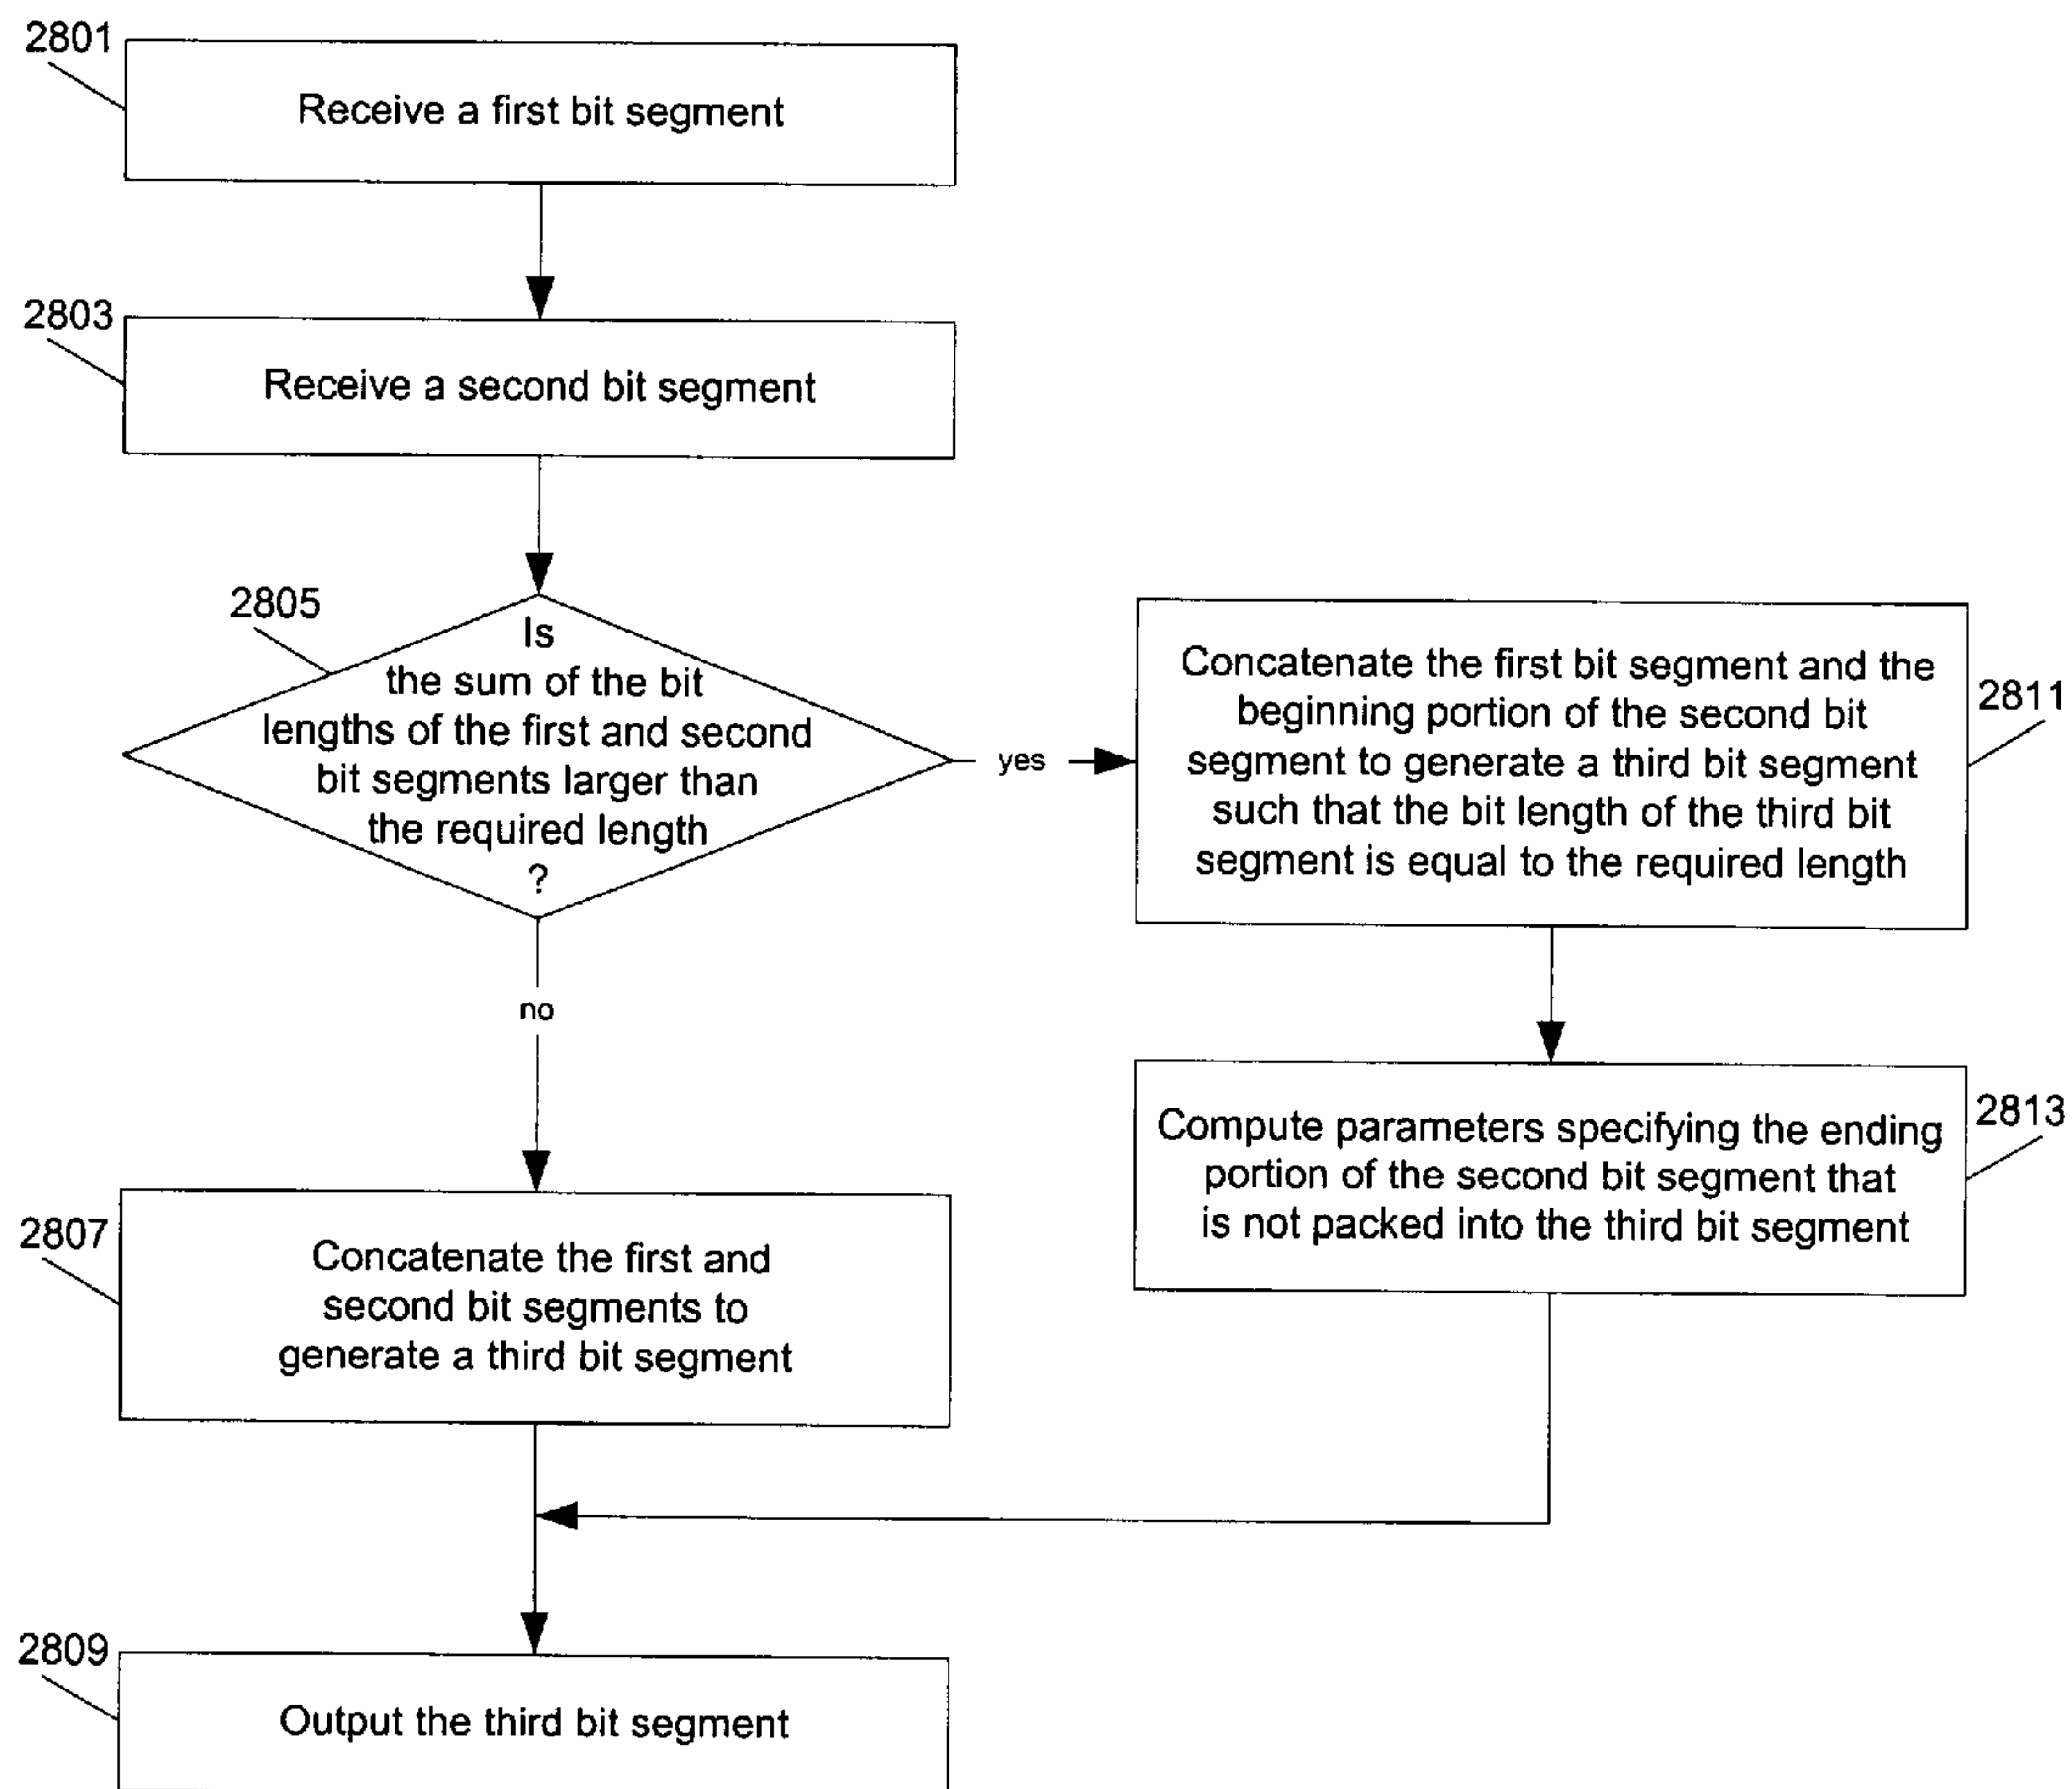 2801
Receive a first bit segment
2803
Receive a second bit segment
2805
Is
the sum of the bit
lengths of the first and second
bit segments larger than
the required length
?
yes
2811
Concatenate the first bit segment and the
beginning portion of the second bit
segment to generate a third bit segment
such that the bit length of the third bit
segment is equal to the required length
no
2813
Compute parameters specifying the ending
portion of the second bit segment that
is not packed into the third bit segment
2807
Concatenate the first and
second bit segments to
generate a third bit segment
2809
Output the third bit segment